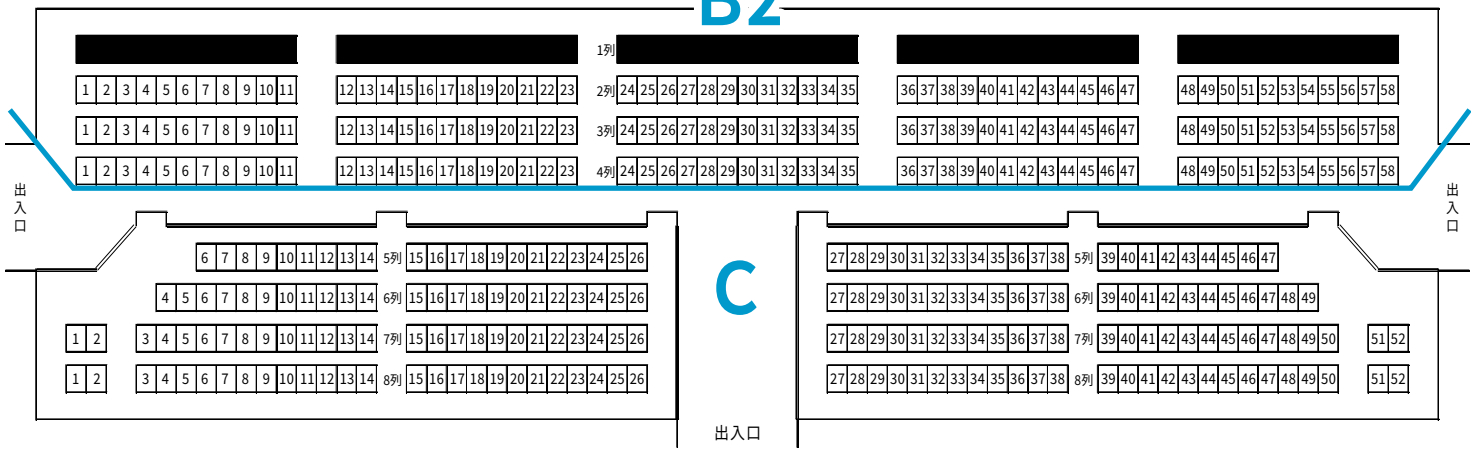 B2
1列
1 2 3 4 5 6 7 8 9 10 11 12 13 14 15 16 17 18 19 20 21 22 23 2列 24 25 26 27 28 29 30 31 32 33 34 35 36 37 38 39 40 41 42 43 44 45 46 47 48 49 50 51 52 53 54 55 56 57 58
1 2 3 4 5 6 7 8 9 10 11 12 13 14 15 16 17 18 19 20 21 22 23 3列 24 25 26 27 28 29 30 31 32 33 34 35 36 37 38 39 40 41 42 43 44 45 46 47 48 49 50 51 52 53 54 55 56 57 58
1 2 3 4 5 6 7 8 9 10 11 12 13 14 15 16 17 18 19 20 21 22 23 4列 24 25 26 27 28 29 30 31 32 33 34 35 36 37 38 39 40 41 42 43 44 45 46 47 48 49 50 51 52 53 54 55 56 57 58
出入口
出入口
6 7 8 9 10 11 12 13 14 5列 15 16 17 18 19 20 21 22 23 24 25 26 27 28 29 30 31 32 33 34 35 36 37 38 5列 39 40 41 42 43 44 45 46 47
C
4 5 6 7 8 9 10 11 12 13 14 6列 15 16 17 18 19 20 21 22 23 24 25 26 27 28 29 30 31 32 33 34 35 36 37 38 6列 39 40 41 42 43 44 45 46 47 48 49
1 2 3 4 5 6 7 8 9 10 11 12 13 14 7列 15 16 17 18 19 20 21 22 23 24 25 26 27 28 29 30 31 32 33 34 35 36 37 38 7列 39 40 41 42 43 44 45 46 47 48 49 50 51 52
1 2 3 4 5 6 7 8 9 10 11 12 13 14 8列 15 16 17 18 19 20 21 22 23 24 25 26 27 28 29 30 31 32 33 34 35 36 37 38 8列 39 40 41 42 43 44 45 46 47 48 49 50 51 52
出入口